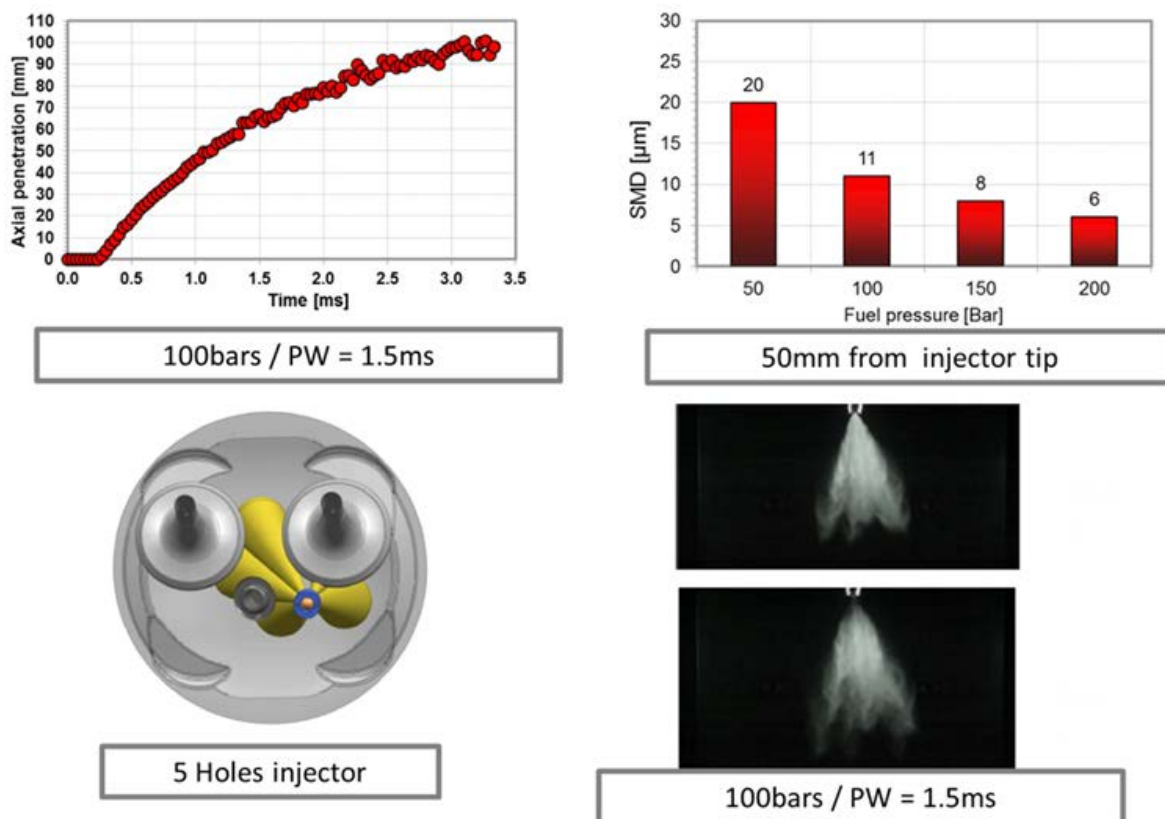 110
100
90
80
70
60
50
40
30
20
10
0
Axial penetration [mm]
0.0 0.5 1.0 1.5 2.0 2.5 3.0 3.5
Time [ms]
100bars / PW = 1.5ms
30
25
20
15
10
5
0
SMD [µm]
20
11
8
6
50 100 150 200
Fuel pressure [Bar]
50mm from injector tip
5 Holes injector
100bars / PW = 1.5ms